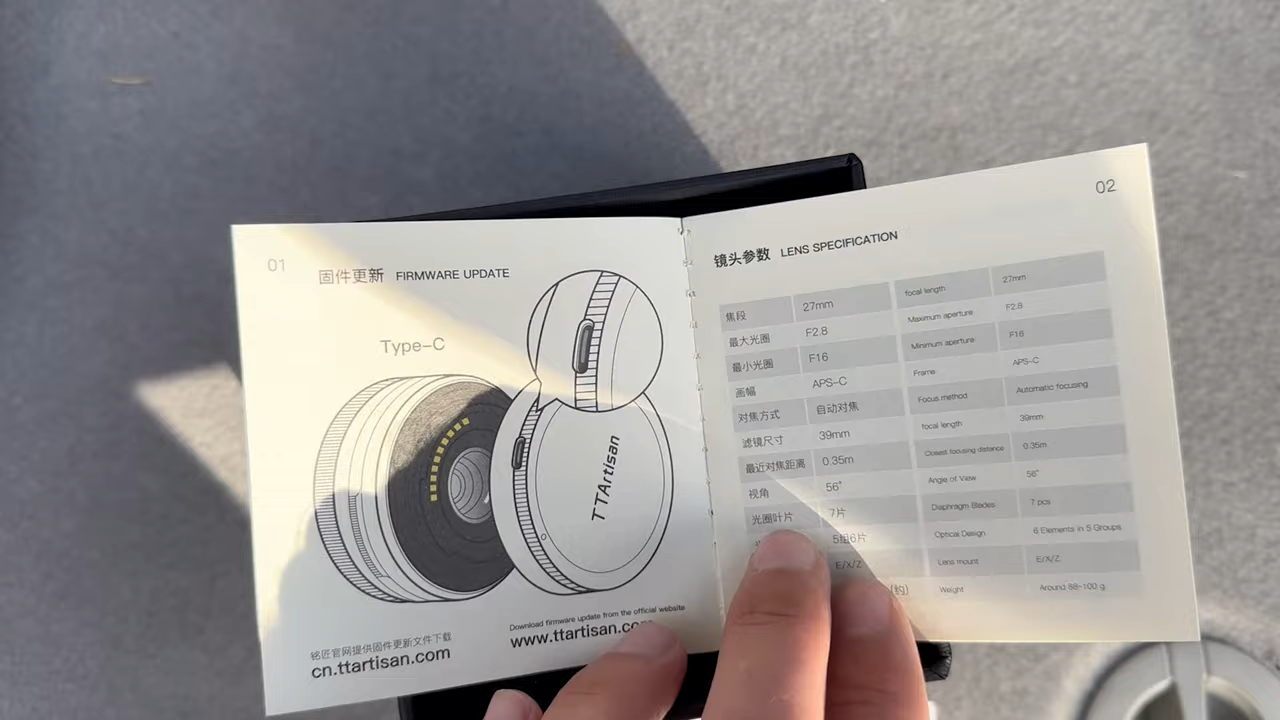 01
固件更新 FIRMWARE UPDATE
Type-C
TTArtisan
铭匠官网提供固件更新文件下载
cn.ttartisan.com
Download firmware update from the official website
www.ttartisan.com
02
镜头参数 LENS SPECIFICATION
焦段 27mm focal length 27mm
最大光圈 F2.8 Maximum aperture F2.8
最小光圈 F16 Minimum aperture F16
画幅 APS-C Frame APS-C
对焦方式 自动对焦 Focus method Automatic focusing
滤镜尺寸 39mm focal length 39mm
最近对焦距离 0.35m Closest focusing distance 0.35m
视角 56° Angle of View 56°
光圈叶片 7片 Diaphragm Blades 7 pcs
5组6片 Optical Design 6 Elements in 5 Groups
E/X/Z Lens mount E/X/Z
(约) Weight Around 88-100 g